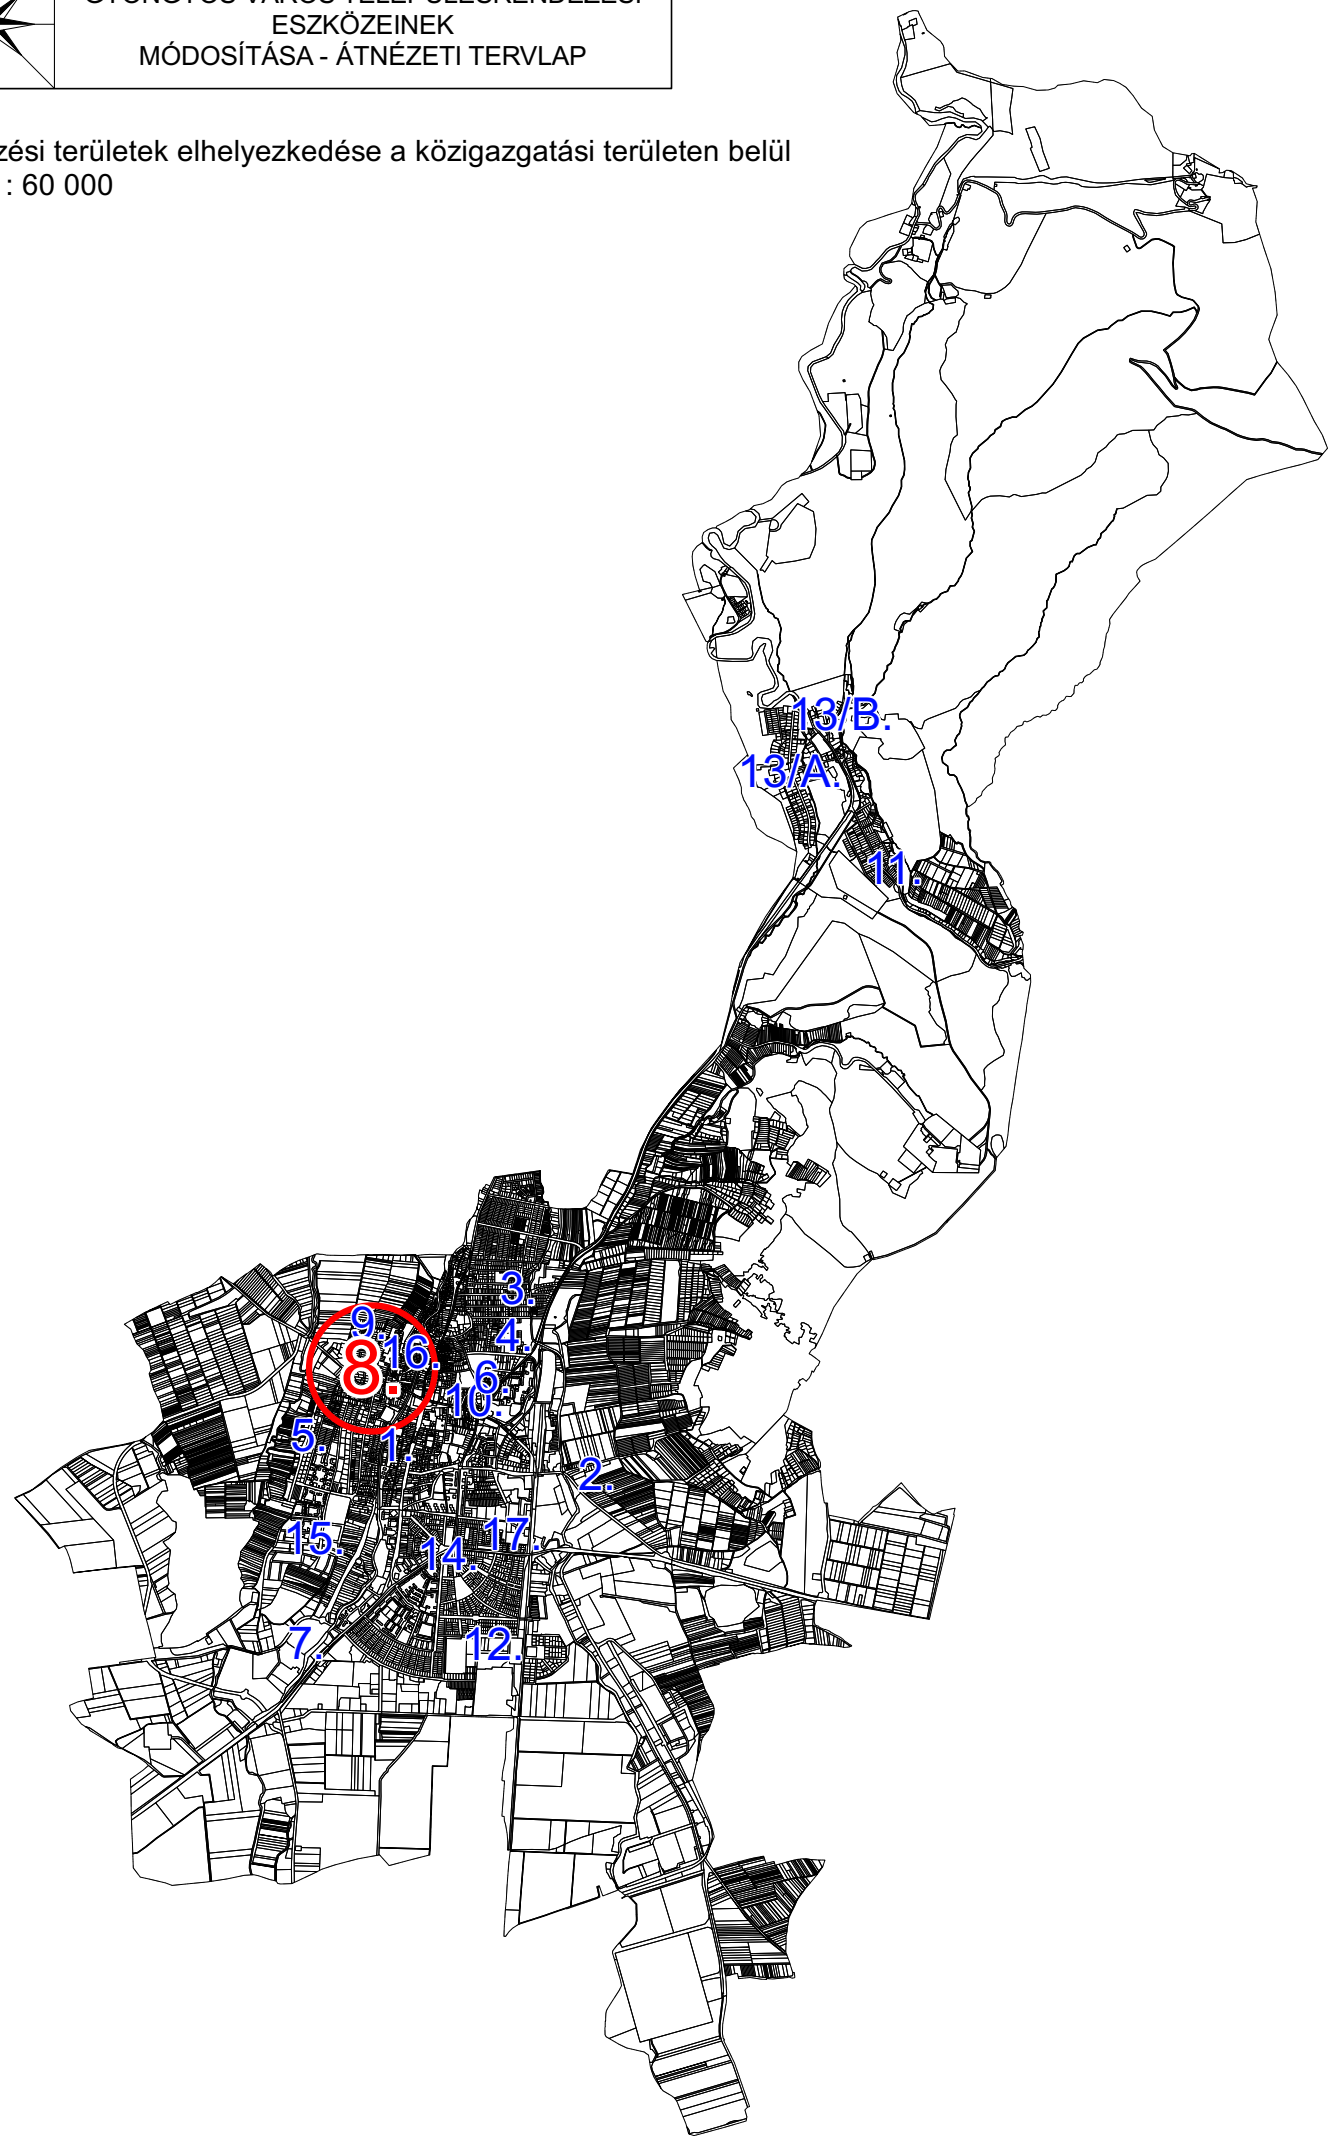 ESZKÖZEINEK
MÓDOSÍTÁSA - ÁTNÉZETI TERVLAP
területek elhelyezkedése a közigazgatási területen belül
: 60 000
13/B.
13/A.
11.
3.
9.
4.
16.
8.
6.
10.
5.
1.
2.
17.
15.
14.
7.
12.